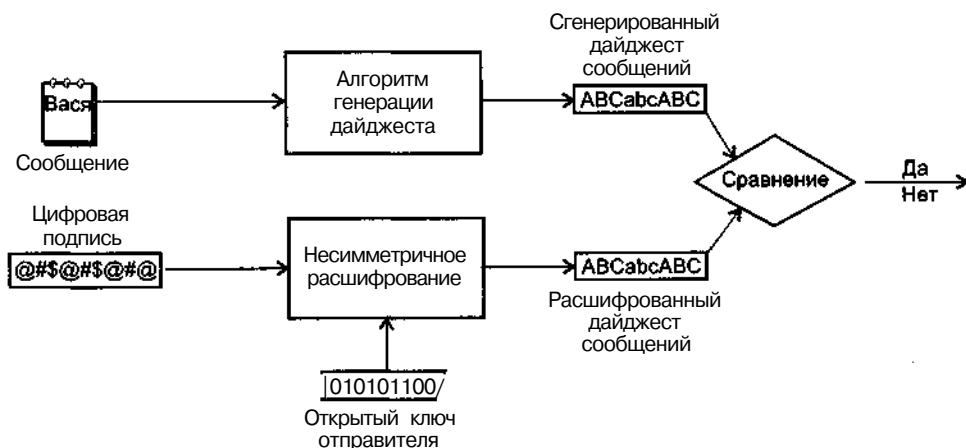 Вася
Сообщение
Алгоритм
генерации
дайджеста
Сгенерированный
дайджест
сообщений
ABCabcABC
Сравнение
Да
Нет
Цифровая
подпись
@#$@#$@#@
Несимметричное
расшифрование
ABCabcABC
Расшифрованный
дайджест
сообщений
010101100
Открытый ключ
отправителя